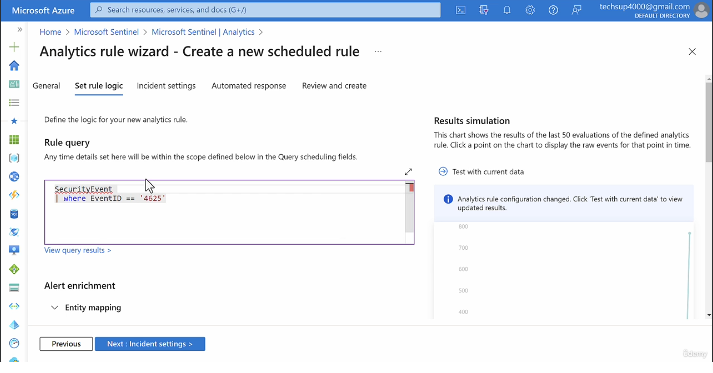 Microsoft Azure
Search resources, services, and docs (G+/)
techsup4000@gmail.com
DEFAULT DIRECTORY
Home > Microsoft Sentinel > Microsoft Sentinel | Analytics >
Analytics rule wizard - Create a new scheduled rule ...
General Set rule logic Incident settings Automated response Review and create
Define the logic for your new analytics rule.
Rule query
Any time details set here will be within the scope defined below in the Query scheduling fields.
SecurityEvent
| where EventID == '4625'
View query results >
Alert enrichment
Entity mapping
Previous
Next : Incident settings >
Results simulation
This chart shows the results of the last 50 evaluations of the defined analytics
rule. Click a point on the chart to display the raw events for that point in time.
Test with current data
Analytics rule configuration changed. Click 'Test with current data' to view
updated results.
800
700
600
500
400
Udemy